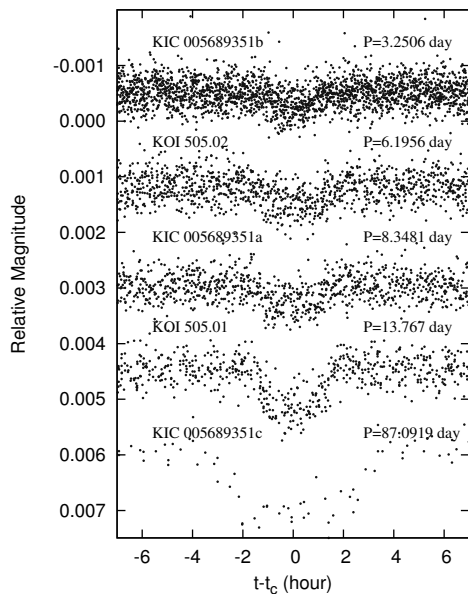 KIC 005689351b P=3.2506 day
-0.001
0.000
KOI 505.02 P=6.1956 day
0.001
0.002
KIC 005689351a P=8.3481 day
0.003
KOI 505.01 P=13.767 day
0.004
0.005
KIC 005689351c P=87.0919 day
0.006
0.007
Relative Magnitude
-6 -4 -2 0 2 4 6
t-tc (hour)